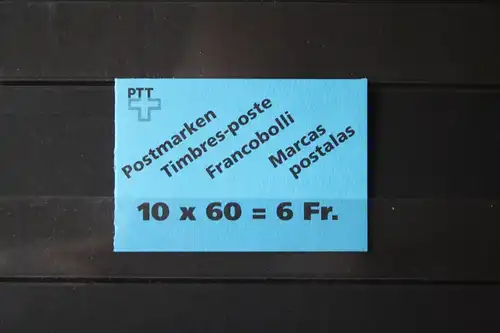 PTT
Postmarken
Timbres-poste
Francobolli
Marcas
postalas
10 x 60 = 6 Fr.